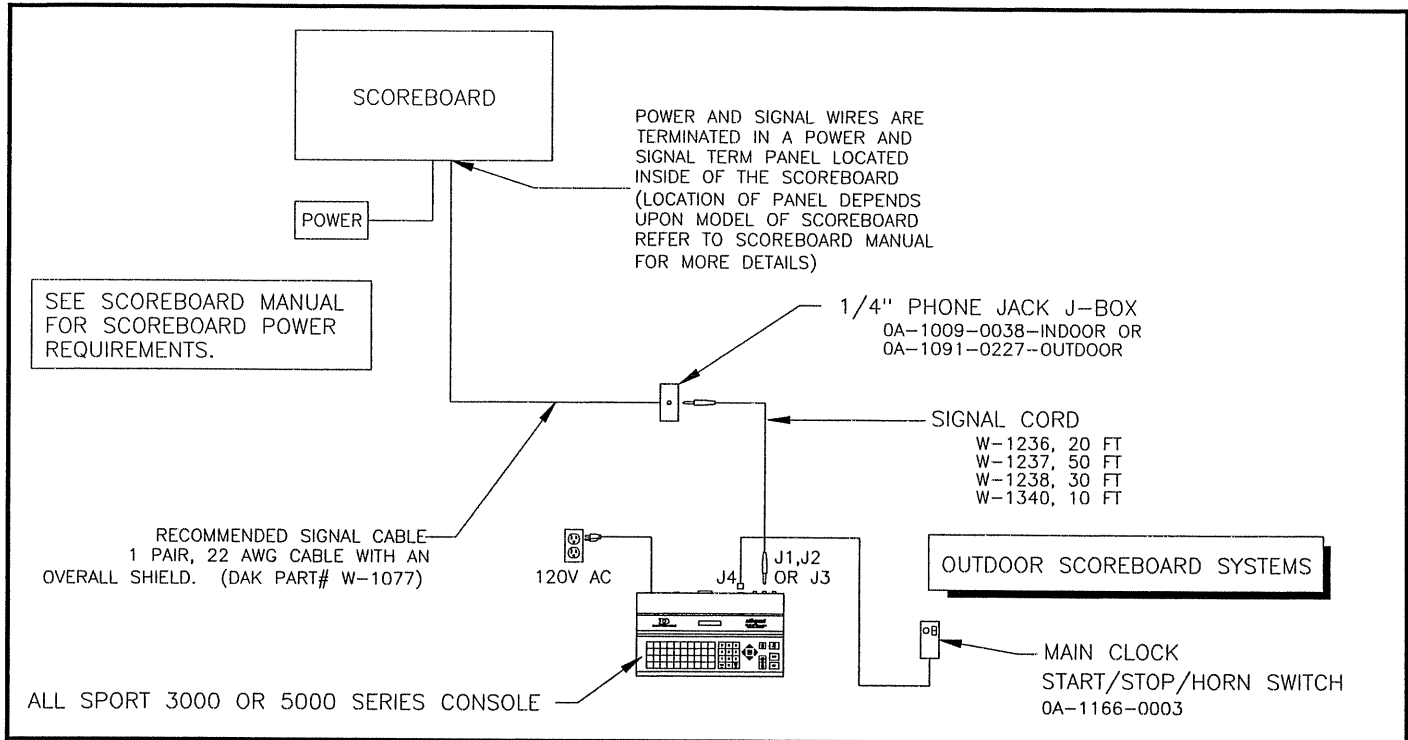 SCOREBOARD
POWER AND SIGNAL WIRES ARE
TERMINATED IN A POWER AND
SIGNAL TERM PANEL LOCATED
INSIDE OF THE SCOREBOARD
(LOCATION OF PANEL DEPENDS
UPON MODEL OF SCOREBOARD
REFER TO SCOREBOARD MANUAL
FOR MORE DETAILS)
POWER
SEE SCOREBOARD MANUAL
FOR SCOREBOARD POWER
REQUIREMENTS.
1/4" PHONE JACK J-BOX
0A-1009-0038-INDOOR OR
0A-1091-0227-OUTDOOR
SIGNAL CORD
W-1236, 20 FT
W-1237, 50 FT
W-1238, 30 FT
W-1340, 10 FT
RECOMMENDED SIGNAL CABLE
1 PAIR, 22 AWG CABLE WITH AN
OVERALL SHIELD. (DAK PART# W-1077)
120V AC
J4
J1,J2
OR J3
OUTDOOR SCOREBOARD SYSTEMS
MAIN CLOCK
START/STOP/HORN SWITCH
0A-1166-0003
ALL SPORT 3000 OR 5000 SERIES CONSOLE